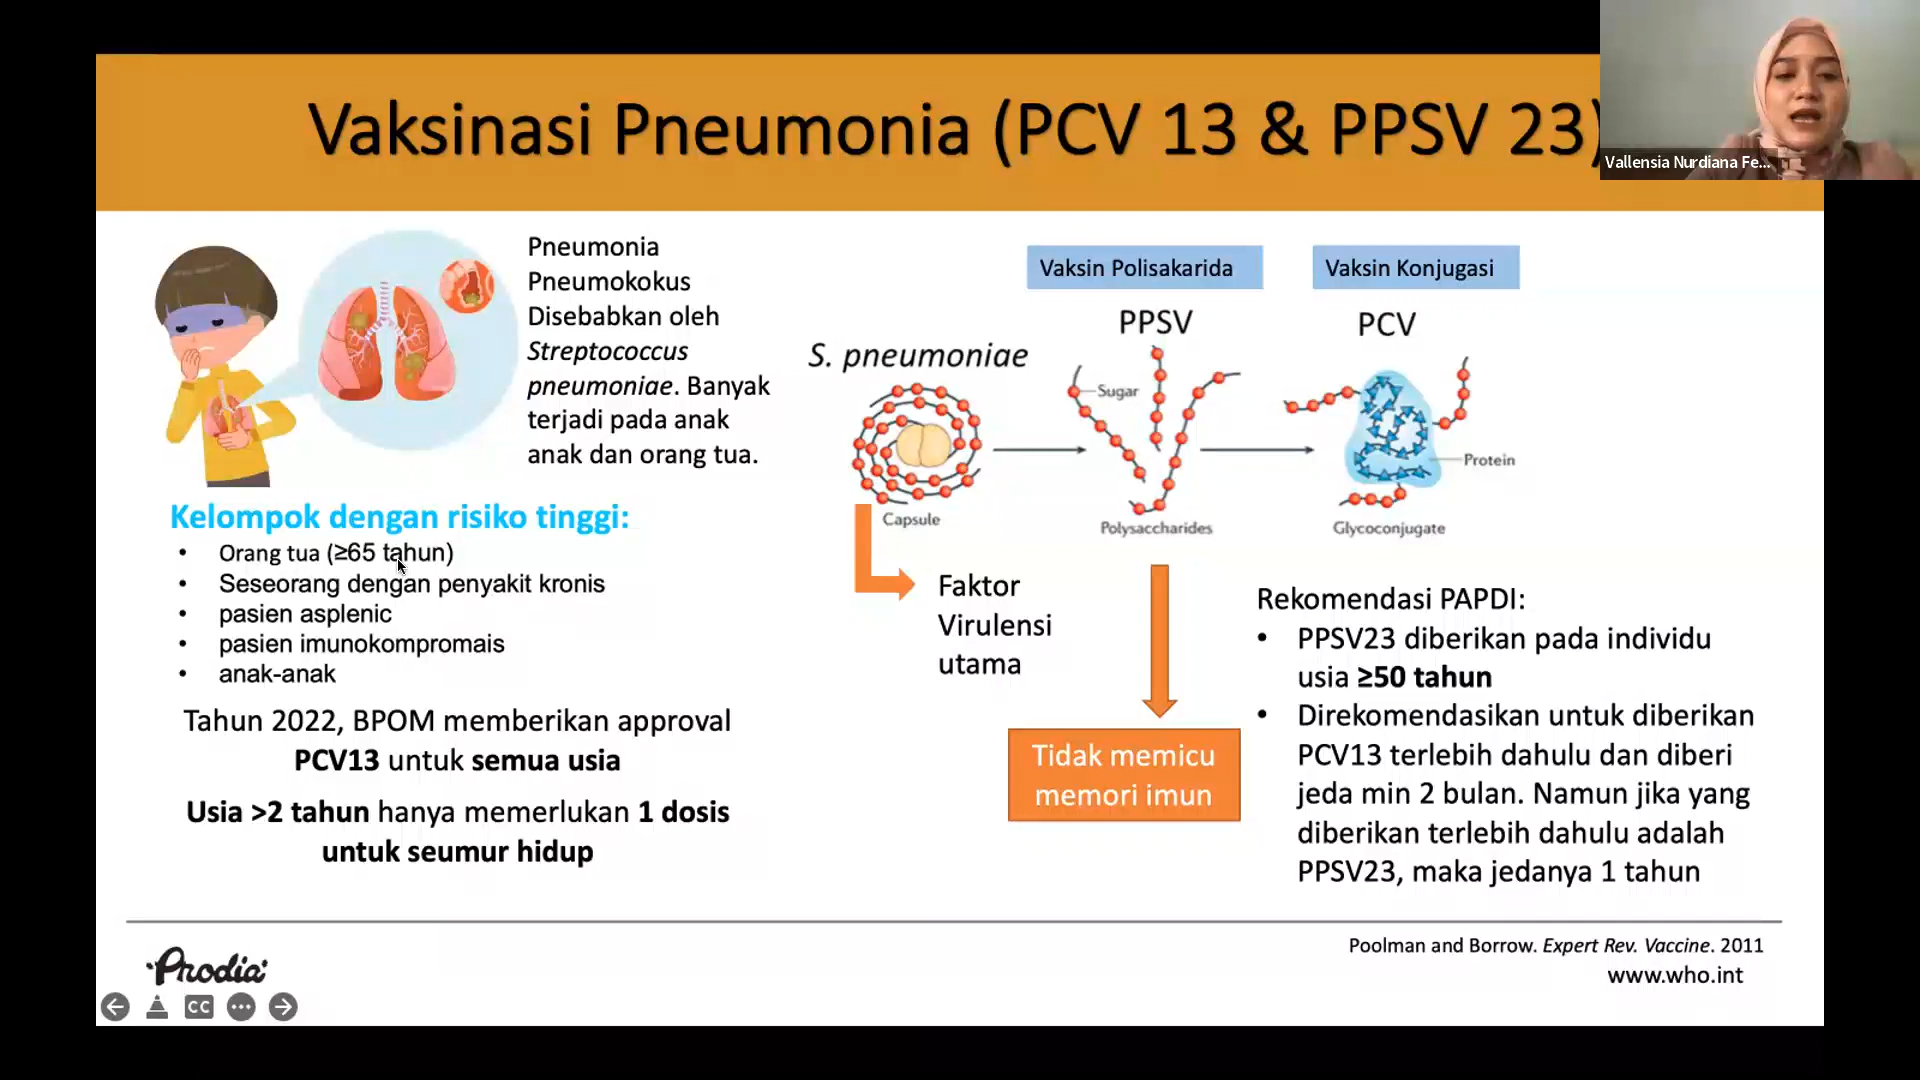 Vaksinasi Pneumonia (PCV 13 & PPSV 23)
Vallensia Nurdiana Fe...
Pneumonia
Pneumokokus
Disebabkan oleh
Streptococcus
pneumoniae. Banyak
terjadi pada anak
anak dan orang tua.
Kelompok dengan risiko tinggi:
• Orang tua (≥65 tahun)
• Seseorang dengan penyakit kronis
• pasien asplenic
• pasien imunokompromais
• anak-anak
Tahun 2022, BPOM memberikan approval
PCV13 untuk semua usia
Usia >2 tahun hanya memerlukan 1 dosis
untuk seumur hidup
Vaksin Polisakarida
Vaksin Konjugasi
PPSV
PCV
S. pneumoniae
Sugar
Protein
Capsule
Polysaccharides
Glycoconjugate
Faktor
Virulensi
utama
Tidak memicu
memori imun
Rekomendasi PAPDI:
• PPSV23 diberikan pada individu
usia ≥50 tahun
• Direkomendasikan untuk diberikan
PCV13 terlebih dahulu dan diberi
jeda min 2 bulan. Namun jika yang
diberikan terlebih dahulu adalah
PPSV23, maka jedanya 1 tahun
Poolman and Borrow. Expert Rev. Vaccine. 2011
www.who.int
Prodia
CC